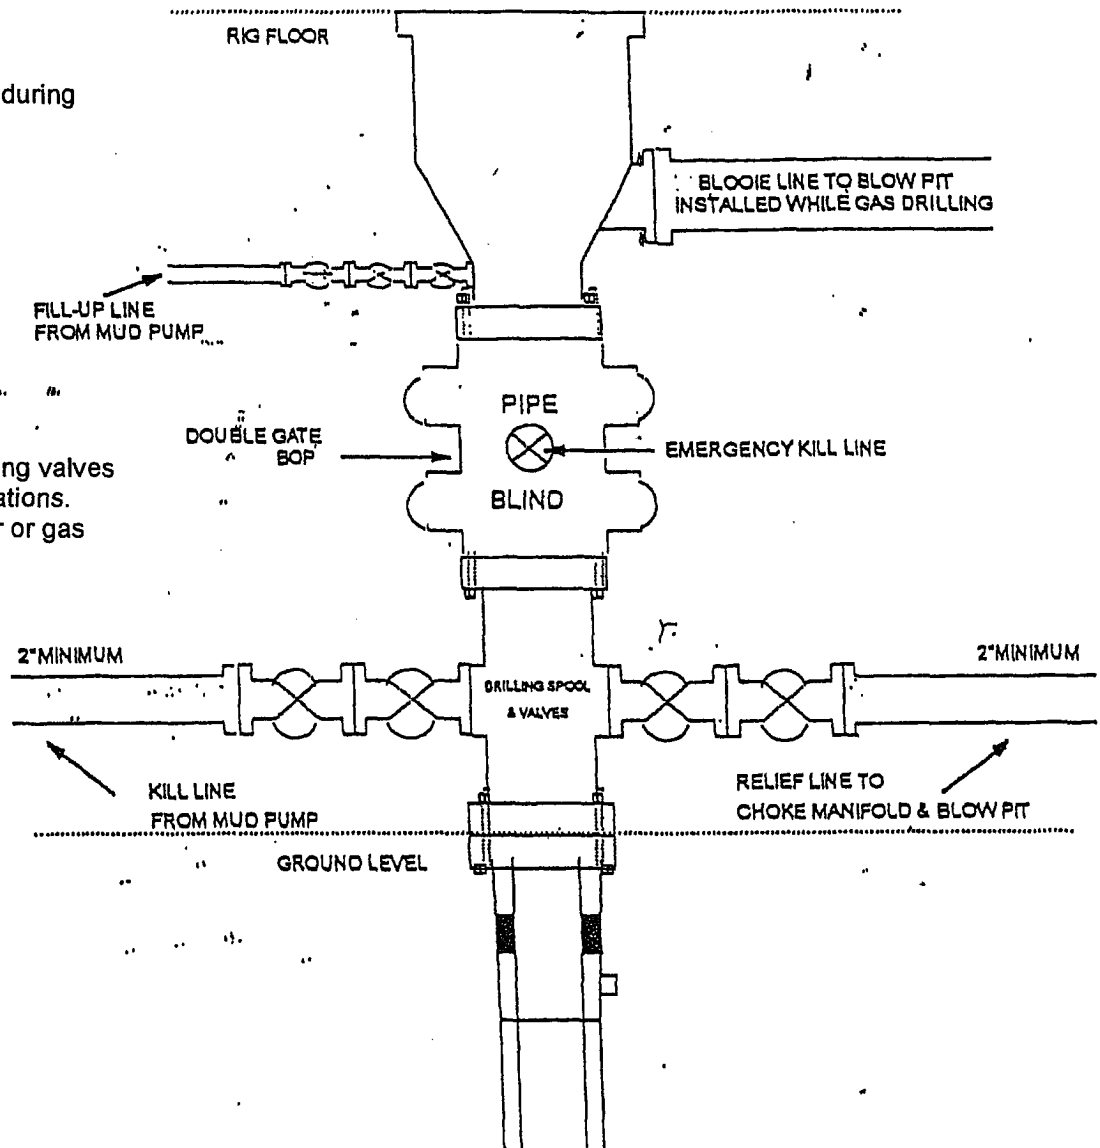 RIG FLOOR
during
BLOOIE LINE TO BLOW PIT
INSTALLED WHILE GAS DRILLING
FILL-UP LINE
FROM MUD PUMP
PIPE
DOUBLE GATE
BOP
EMERGENCY KILL LINE
BLIND
ng valves
ations.
r or gas
2" MINIMUM
2" MINIMUM
DRILLING SPOOL
& VALVES
KILL LINE
FROM MUD PUMP
RELIEF LINE TO
CHOKE MANIFOLD & BLOW PIT
GROUND LEVEL